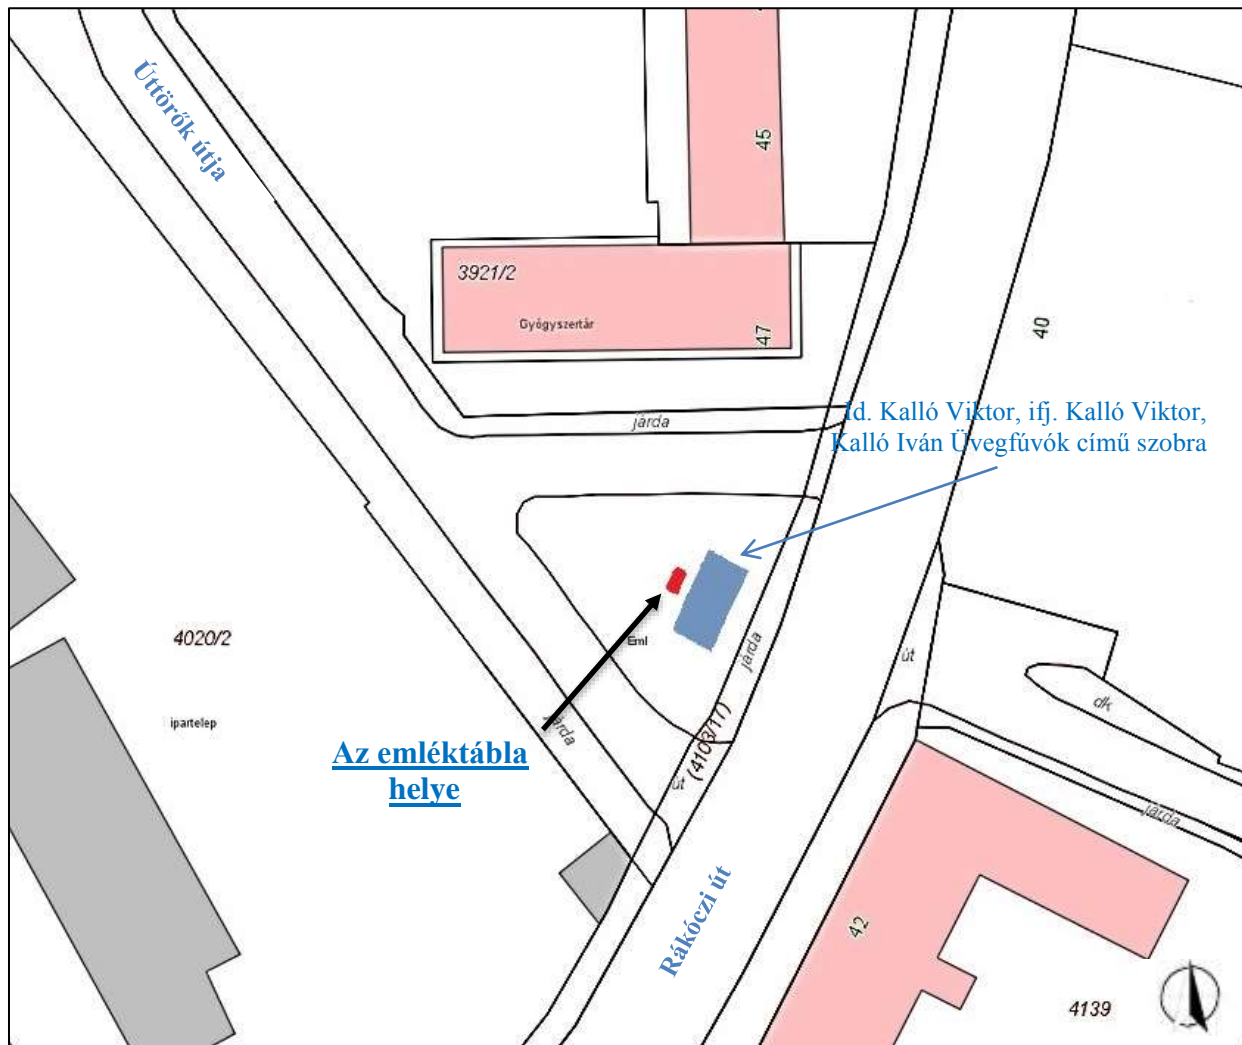 Úttörők útja
45
3921/2
Gyógyszertár
47
40
járda
Id. Kalló Viktor, ifj. Kalló Viktor,
Kalló Iván Üvegfúvók című szobra
4020/2
Eml
járda
út
dk
ipartelep
járda
(4103/17)
Az emléktábla
helye
út
járda
Rákóczi út
42
4139